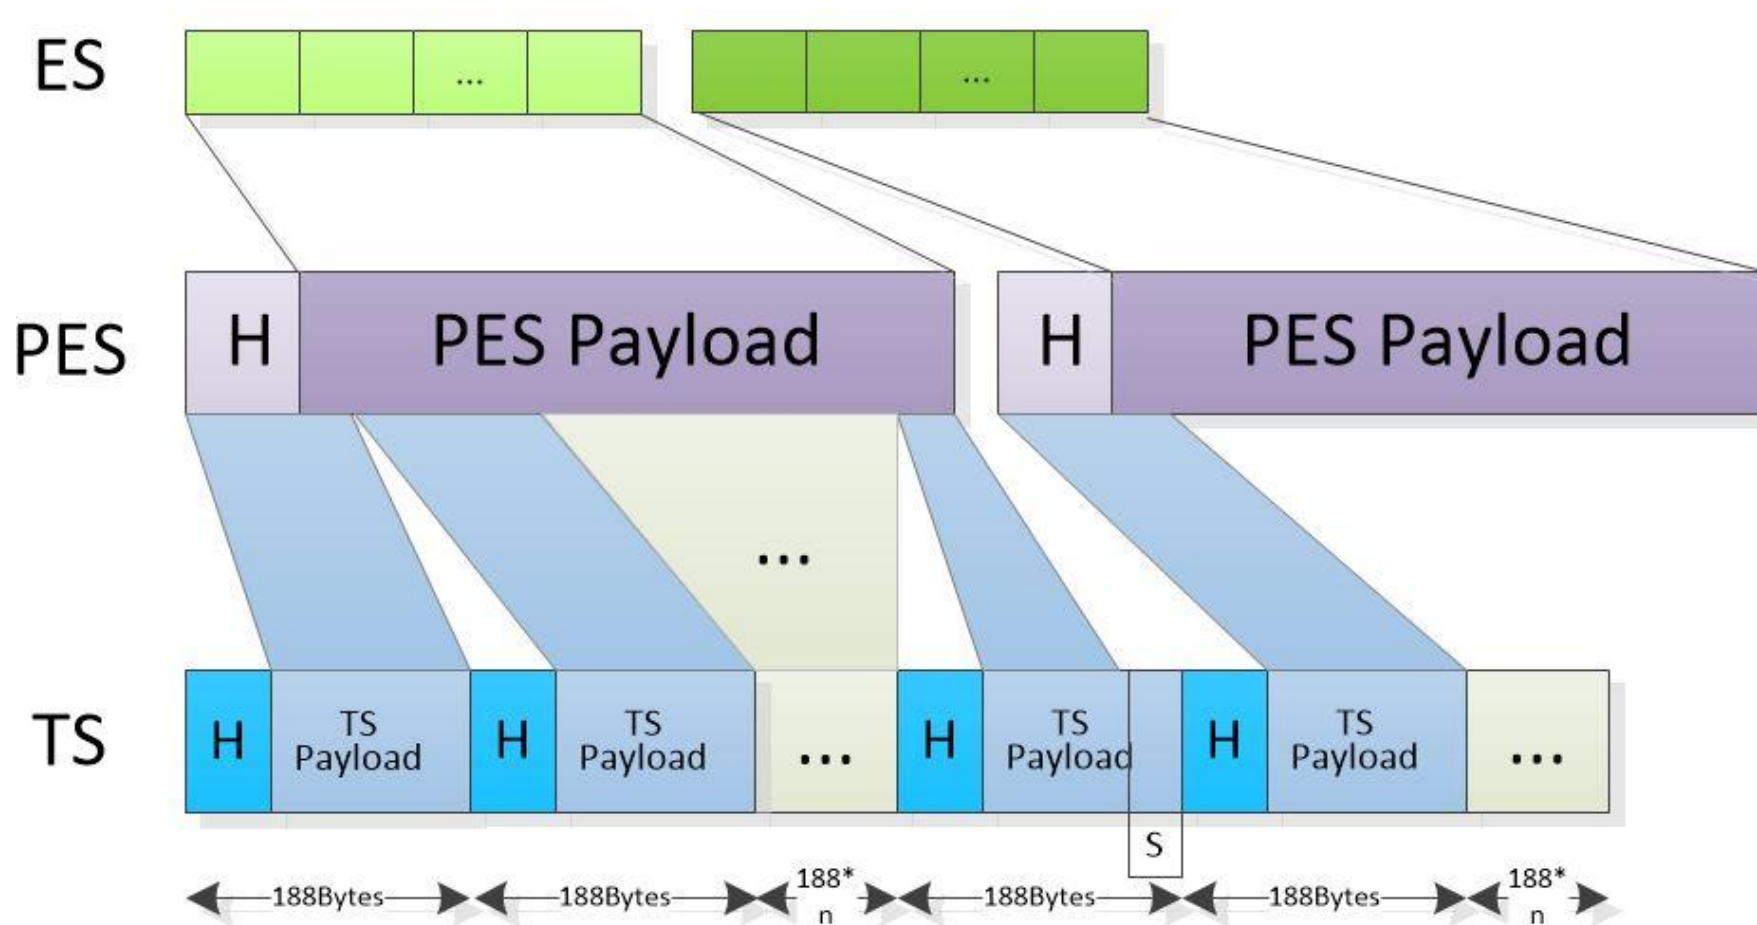 ES
... ...
PES
H PES Payload H PES Payload
...
TS
H TS Payload H TS Payload ... H TS Payload H TS Payload ...
S
188Bytes 188Bytes 188* n 188Bytes 188Bytes 188* n